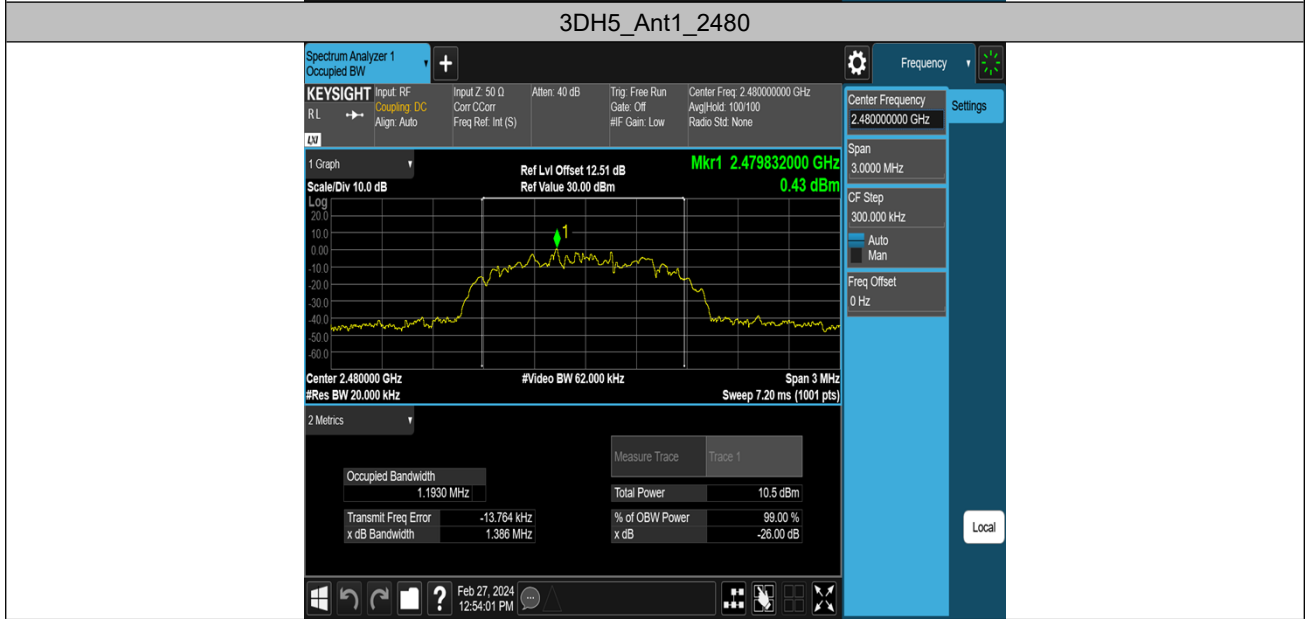 3DH5_Ant1_2480
Spectrum Analyzer 1
Occupied BW
+
Frequency
KEYSIGHT
RL
LXI
Input: RF
Coupling: DC
Align: Auto
Input Z: 50 Ω
Corr CCorr
Freq Ref: Int (S)
Atten: 40 dB
Trig: Free Run
Gate: Off
#IF Gain: Low
Center Freq: 2.480000000 GHz
Avg|Hold: 100/100
Radio Std: None
Center Frequency
2.480000000 GHz
Settings
Span
3.0000 MHz
CF Step
300.000 kHz
Auto
Man
Freq Offset
0 Hz
Local
1 Graph
Scale/Div 10.0 dB
Ref Lvl Offset 12.51 dB
Ref Value 30.00 dBm
Mkr1 2.479832000 GHz
0.43 dBm
Log
20.0
10.0
0.00
-10.0
-20.0
-30.0
-40.0
-50.0
-60.0
1
Center 2.480000 GHz
#Res BW 20.000 kHz
#Video BW 62.000 kHz
Span 3 MHz
Sweep 7.20 ms (1001 pts)
2 Metrics
Measure Trace Trace 1
Occupied Bandwidth
1.1930 MHz
Total Power 10.5 dBm
Transmit Freq Error -13.764 kHz
% of OBW Power 99.00 %
x dB Bandwidth 1.386 MHz
x dB -26.00 dB
?
Feb 27, 2024
12:54:01 PM